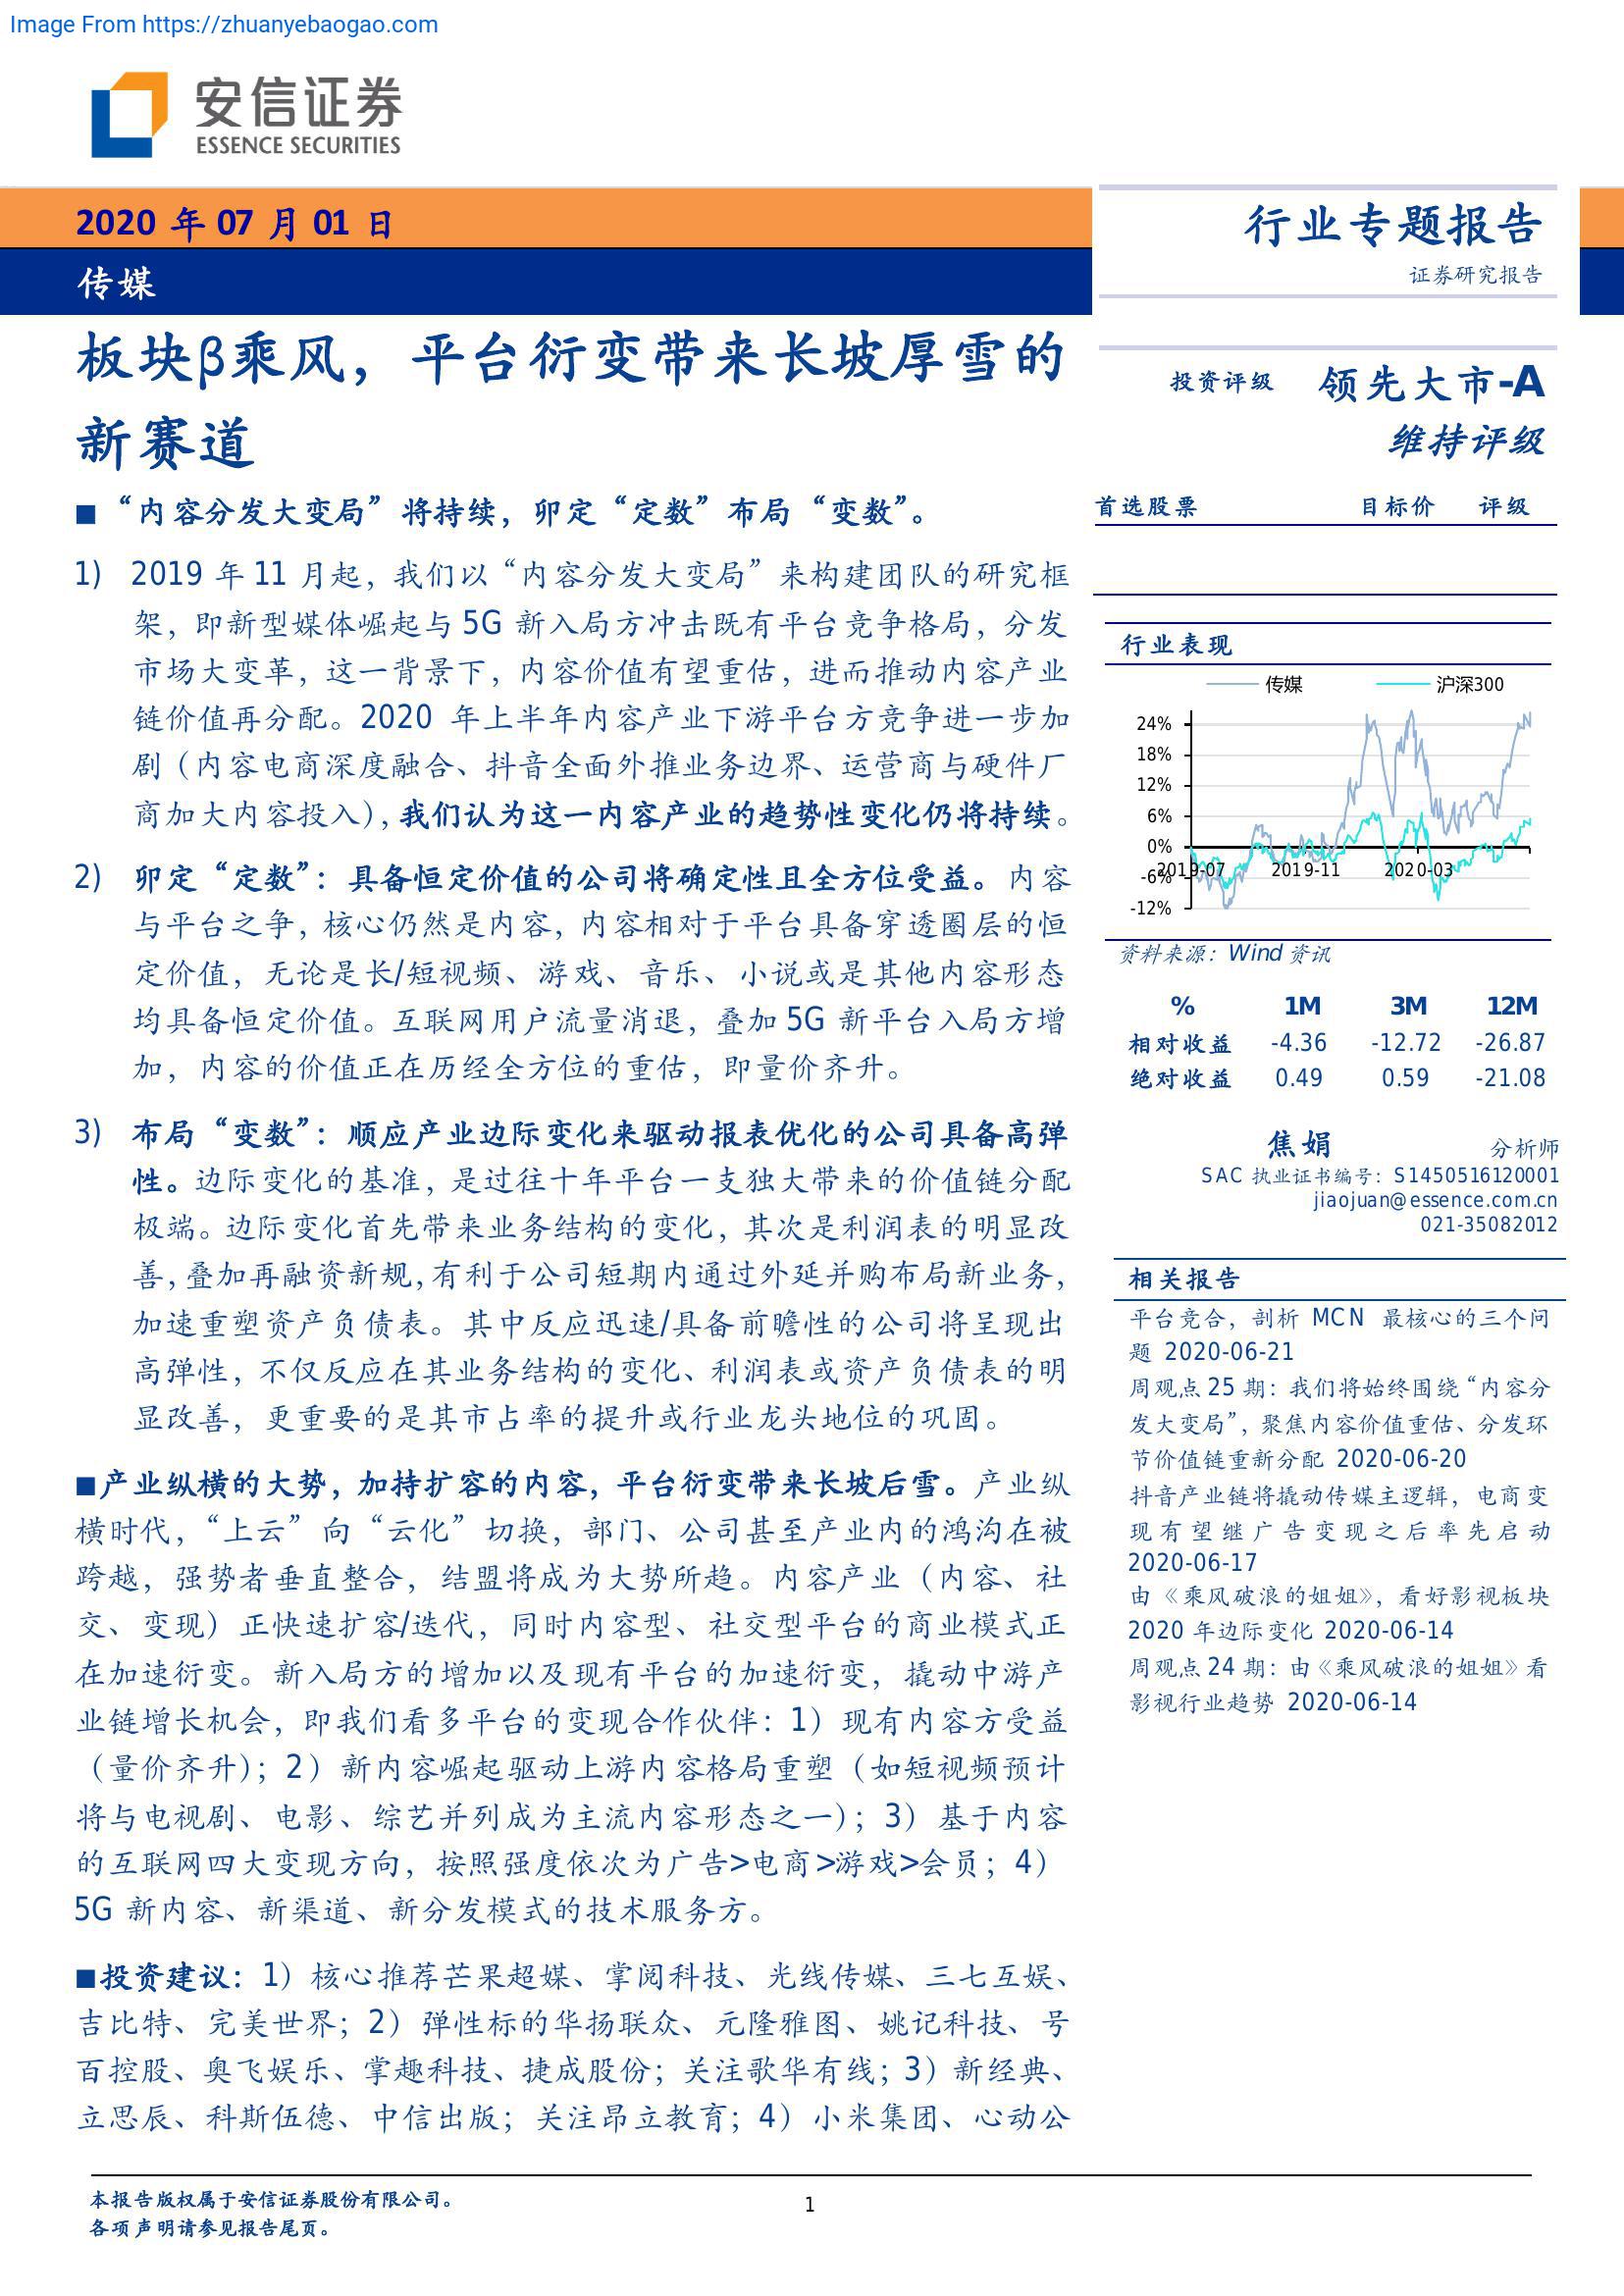 Image From https://zhuanyebaogao.com
安信证券
ESSENCE SECURITIES
2020 年 07 月 01 日
传媒
行业专题报告
证券研究报告
板块β乘风，平台衍变带来长坡厚雪的
新赛道
■“内容分发大变局”将持续，卯定“定数”布局“变数”。
1) 2019 年 11 月起，我们以“内容分发大变局”来构建团队的研究框
架，即新型媒体崛起与 5G 新入局方冲击既有平台竞争格局，分发
市场大变革，这一背景下，内容价值有望重估，进而推动内容产业
链价值再分配。2020 年上半年内容产业下游平台方竞争进一步加
剧（内容电商深度融合、抖音全面外推业务边界、运营商与硬件厂
商加大内容投入），我们认为这一内容产业的趋势性变化仍将持续。
2) 卯定“定数”：具备恒定价值的公司将确定性且全方位受益。内容
与平台之争，核心仍然是内容，内容相对于平台具备穿透圈层的恒
定价值，无论是长/短视频、游戏、音乐、小说或是其他内容形态
均具备恒定价值。互联网用户流量消退，叠加 5G 新平台入局方增
加，内容的价值正在历经全方位的重估，即量价齐升。
3) 布局“变数”：顺应产业边际变化来驱动报表优化的公司具备高弹
性。边际变化的基准，是过往十年平台一支独大带来的价值链分配
极端。边际变化首先带来业务结构的变化，其次是利润表的明显改
善，叠加再融资新规，有利于公司短期内通过外延并购布局新业务，
加速重塑资产负债表。其中反应迅速/具备前瞻性的公司将呈现出
高弹性，不仅反应在其业务结构的变化、利润表或资产负债表的明
显改善，更重要的是其市占率的提升或行业龙头地位的巩固。
■产业纵横的大势，加持扩容的内容，平台衍变带来长坡后雪。产业纵
横时代，“上云”向“云化”切换，部门、公司甚至产业内的鸿沟在被
跨越，强势者垂直整合，结盟将成为大势所趋。内容产业（内容、社
交、变现）正快速扩容/迭代，同时内容型、社交型平台的商业模式正
在加速衍变。新入局方的增加以及现有平台的加速衍变，撬动中游产
业链增长机会，即我们看多平台的变现合作伙伴：1）现有内容方受益
（量价齐升）；2）新内容崛起驱动上游内容格局重塑（如短视频预计
将与电视剧、电影、综艺并列成为主流内容形态之一）；3）基于内容
的互联网四大变现方向，按照强度依次为广告>电商>游戏>会员；4）
5G 新内容、新渠道、新分发模式的技术服务方。
■投资建议：1）核心推荐芒果超媒、掌阅科技、光线传媒、三七互娱、
吉比特、完美世界；2）弹性标的华扬联众、元隆雅图、姚记科技、号
百控股、奥飞娱乐、掌趣科技、捷成股份；关注歌华有线；3）新经典、
立思辰、科斯伍德、中信出版；关注昂立教育；4）小米集团、心动公
投资评级 领先大市-A
维持评级
首选股票 目标价 评级
行业表现
传媒 沪深300
24%
18%
12%
6%
0%
-6%
-12%
2019-07 2019-11 2020-03
资料来源：Wind 资讯
% 1M 3M 12M
相对收益 -4.36 -12.72 -26.87
绝对收益 0.49 0.59 -21.08
焦娟 分析师
SAC 执业证书编号：S1450516120001
jiaojuan@essence.com.cn
021-35082012
相关报告
平台竞合，剖析 MCN 最核心的三个问
题 2020-06-21
周观点 25 期：我们将始终围绕“内容分
发大变局”，聚焦内容价值重估、分发环
节价值链重新分配 2020-06-20
抖音产业链将撬动传媒主逻辑，电商变
现有望继广告变现之后率先启动
2020-06-17
由《乘风破浪的姐姐》，看好影视板块
2020 年边际变化 2020-06-14
周观点 24 期：由《乘风破浪的姐姐》看
影视行业趋势 2020-06-14
本报告版权属于安信证券股份有限公司。
各项声明请参见报告尾页。
1